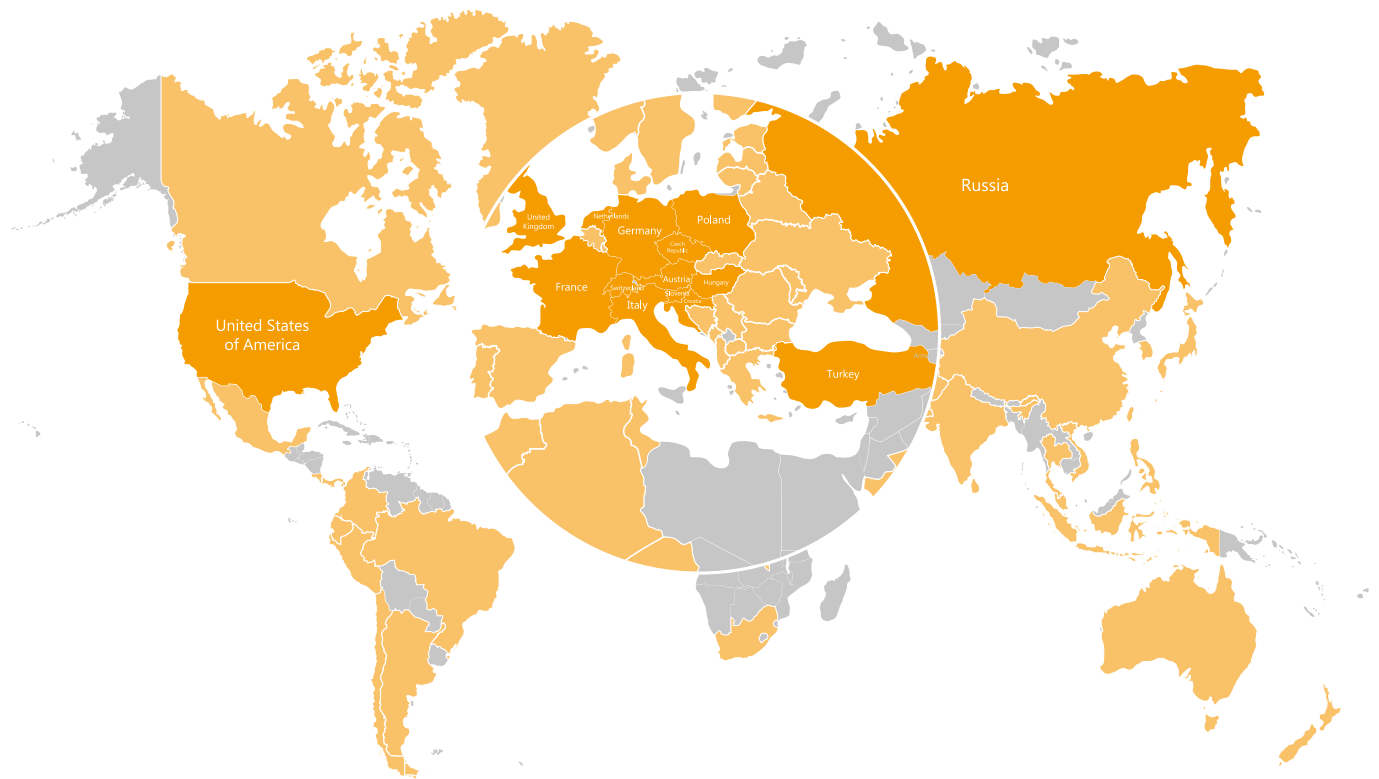 United States
of America
Russia
United
Kingdom
Netherlands
Germany
Poland
Czech
Republic
France
Switzerland
Austria
Hungary
Slovenia
Croatia
Italy
Turkey